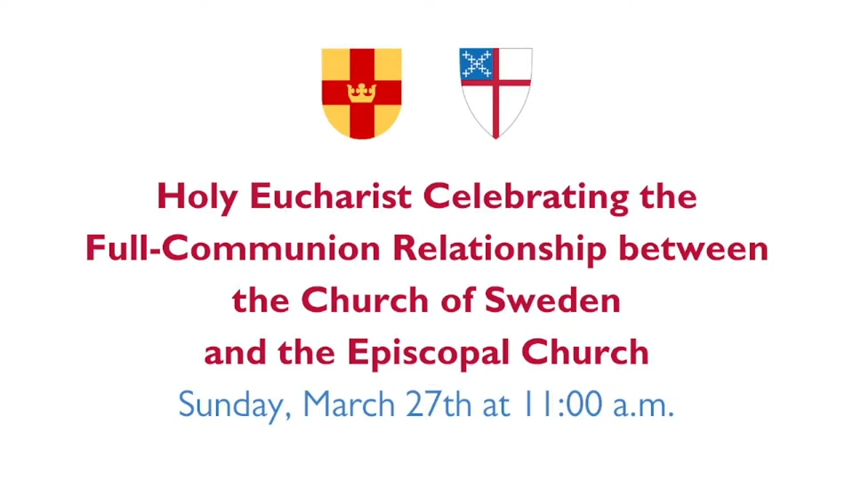 Holy Eucharist Celebrating the
Full-Communion Relationship between
the Church of Sweden
and the Episcopal Church
Sunday, March 27th at 11:00 a.m.